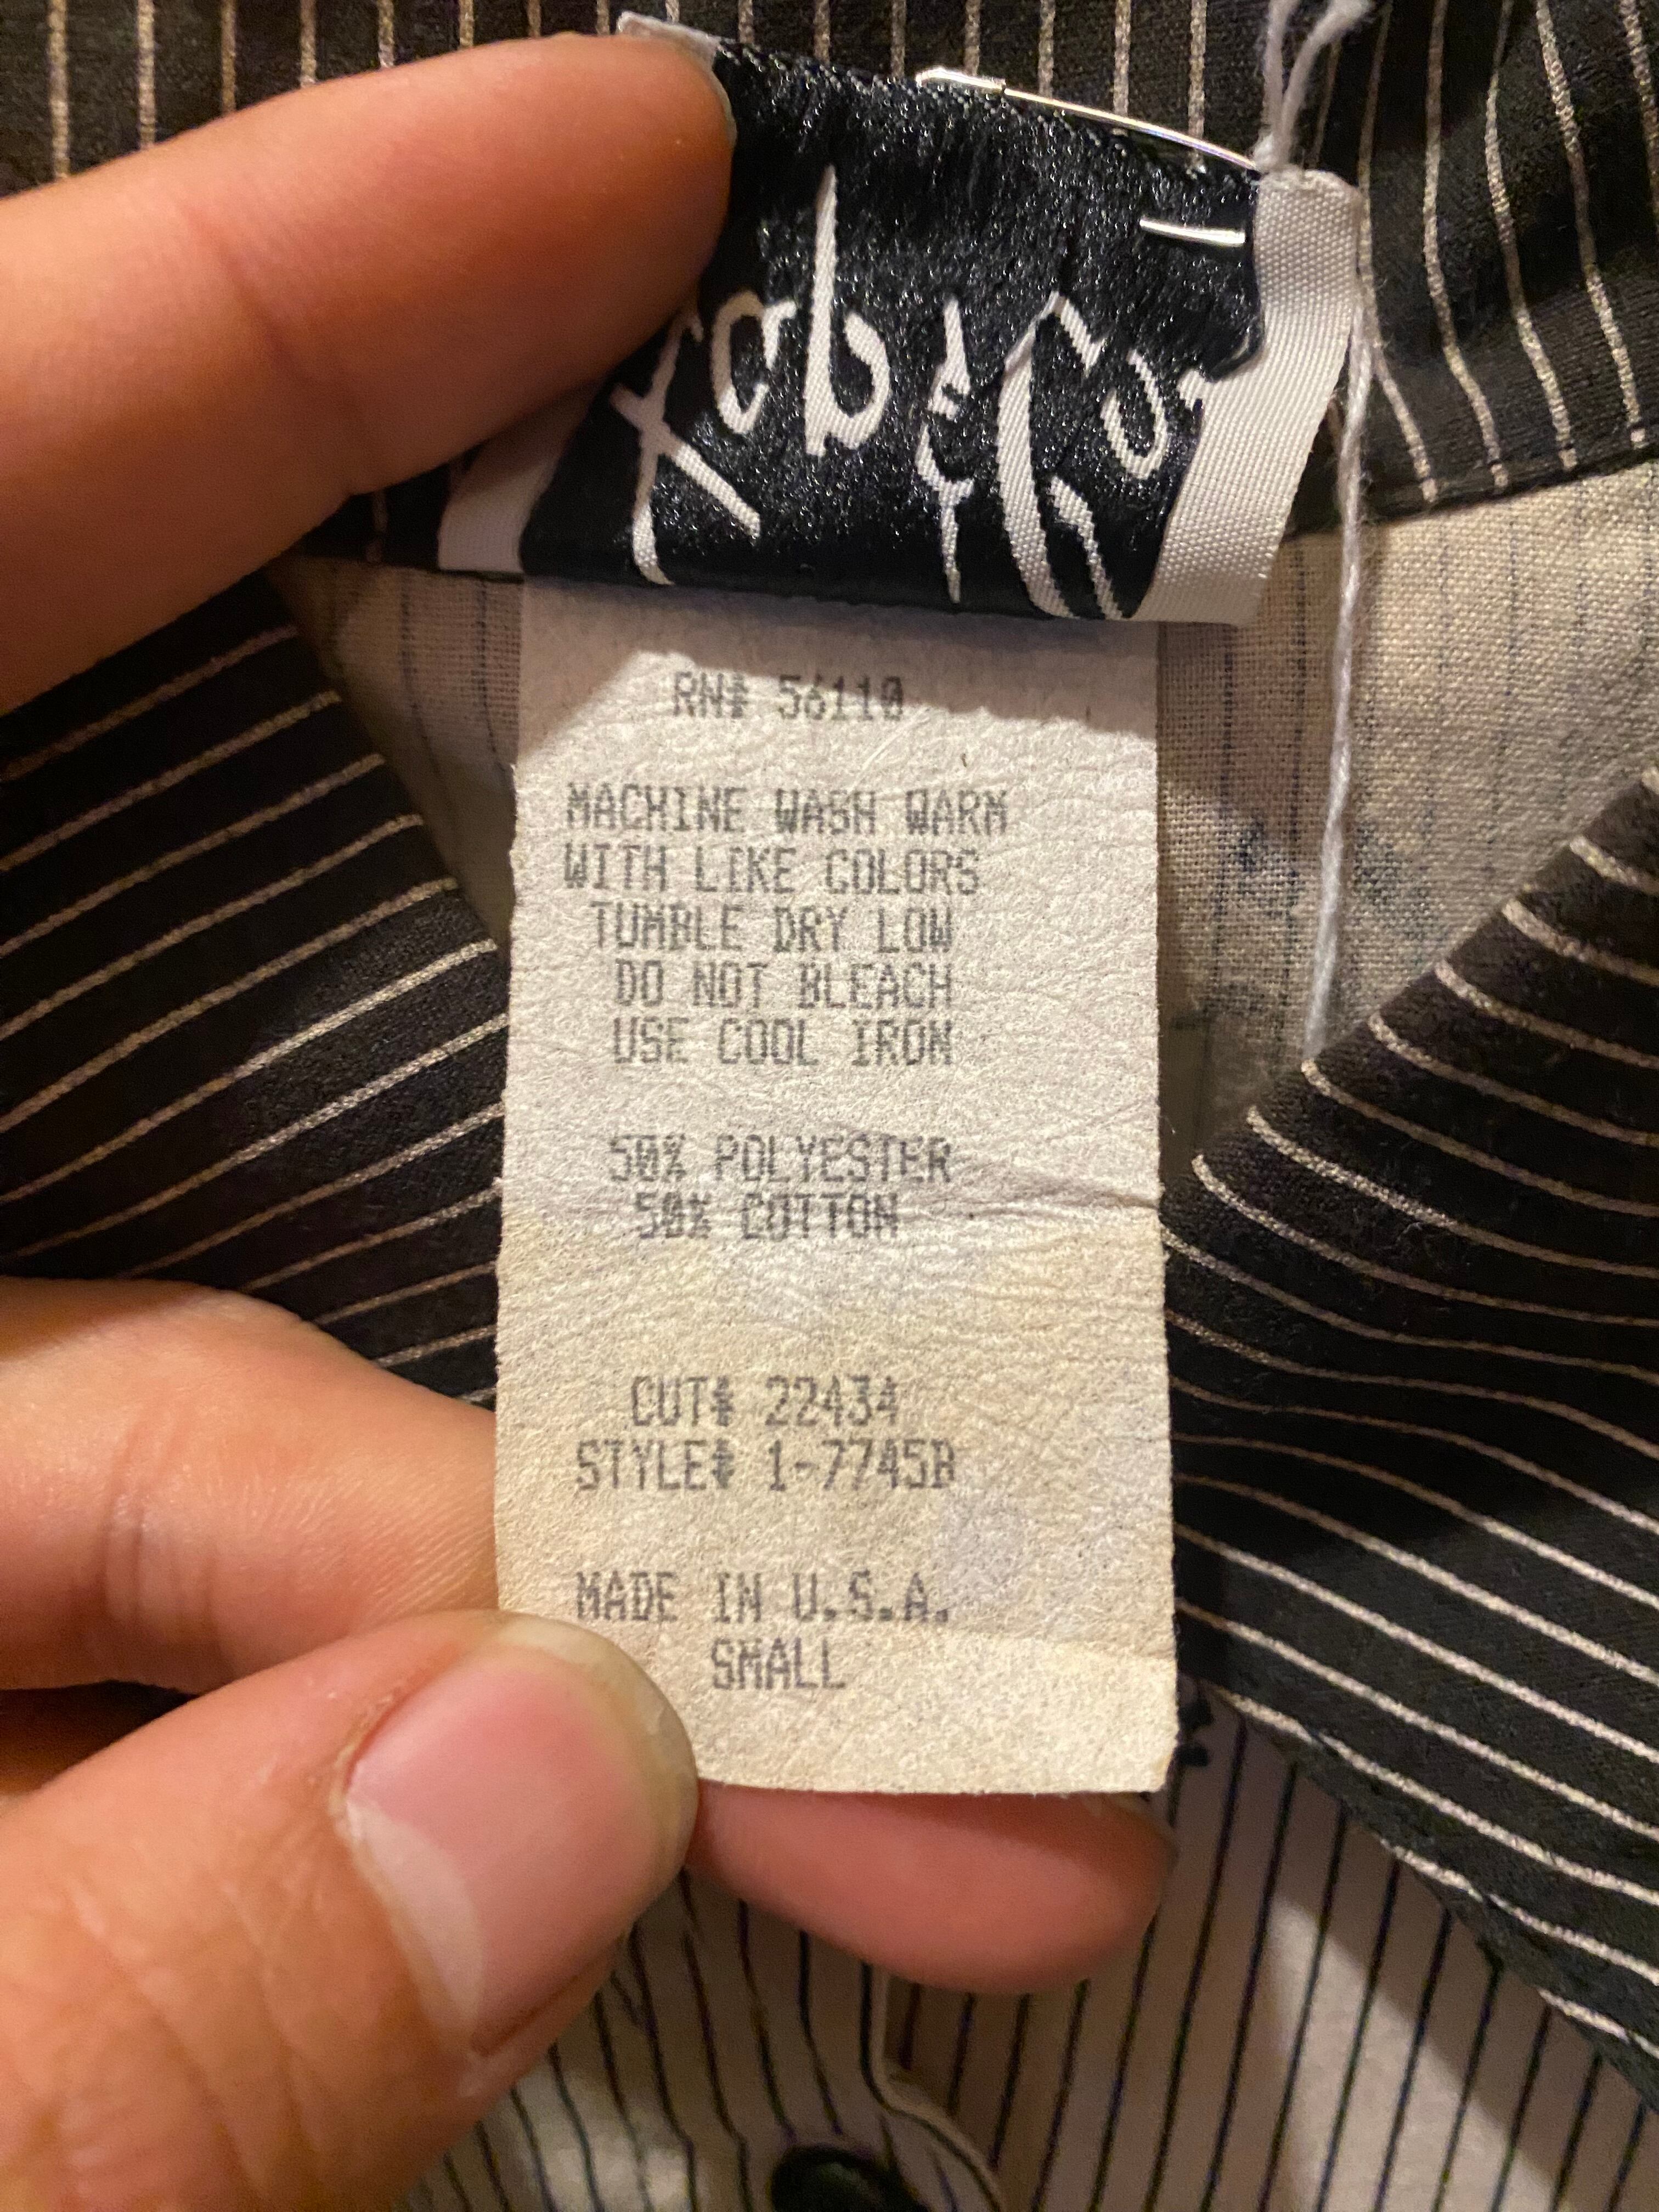 RN# 56110
MACHINE WASH WARM
WITH LIKE COLORS
TUMBLE DRY LOW
DO NOT BLEACH
USE COOL IRON
50% POLYESTER
50% COTTON
CUT# 22434
STYLE# 1-7745B
MADE IN U.S.A.
SMALL